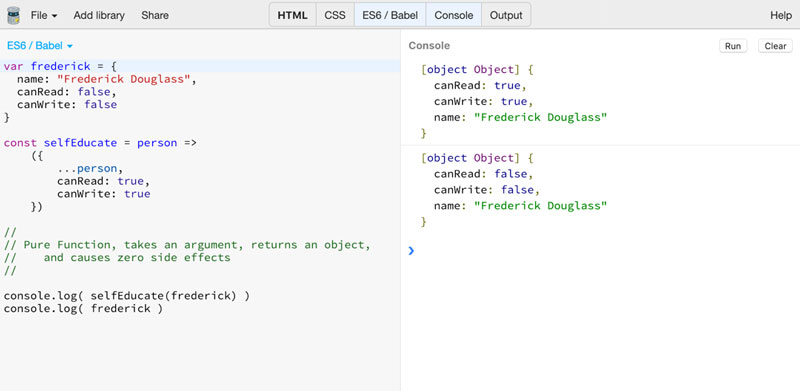 File Add library Share HTML CSS ES6 / Babel Console Output Help
ES6 / Babel
var frederick = {
  name: "Frederick Douglass",
  canRead: false,
  canWrite: false
}
const selfEducate = person =>
    ({
        ...person,
        canRead: true,
        canWrite: true
    })
//
// Pure Function, takes an argument, returns an object,
//    and causes zero side effects
//
console.log( selfEducate(frederick) )
console.log( frederick )
Console Run Clear
[object Object] {
  canRead: true,
  canWrite: true,
  name: "Frederick Douglass"
}
[object Object] {
  canRead: false,
  canWrite: false,
  name: "Frederick Douglass"
}